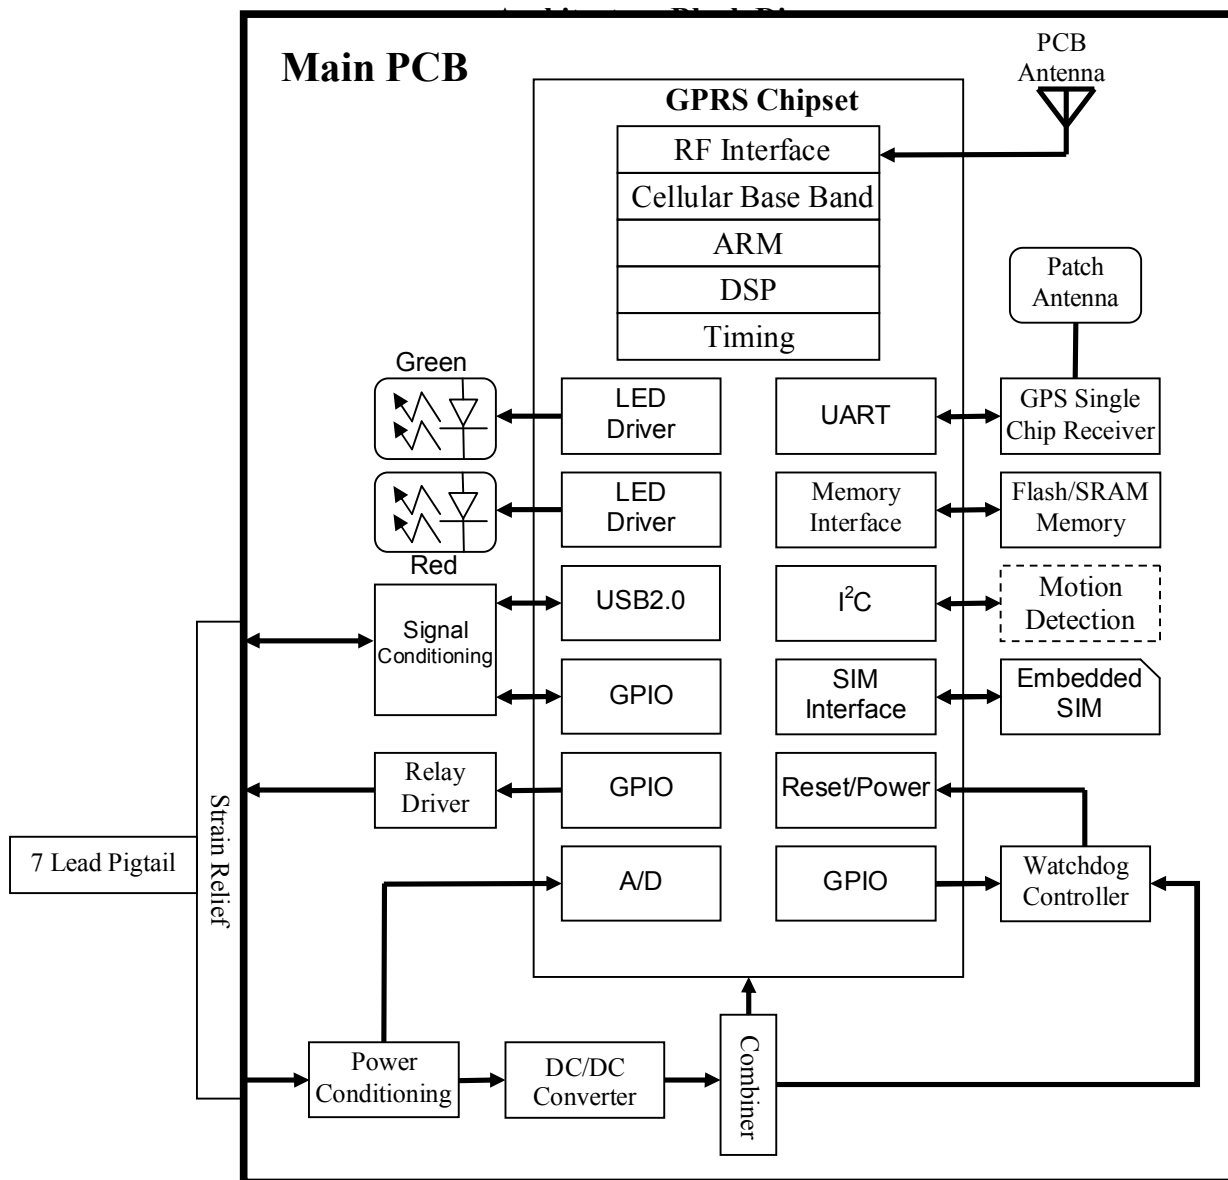 Main PCB
PCB
Antenna
GPRS Chipset
RF Interface
Cellular Base Band
ARM
DSP
Timing
Patch
Antenna
Green
LED
Driver
UART
GPS Single
Chip Receiver
LED
Driver
Memory
Interface
Flash/SRAM
Memory
Red
USB2.0
I²C
Motion
Detection
Signal
Conditioning
GPIO
SIM
Interface
Embedded
SIM
Relay
Driver
GPIO
Reset/Power
Strain Relief
7 Lead Pigtail
A/D
GPIO
Watchdog
Controller
Power
Conditioning
DC/DC
Converter
Combiner